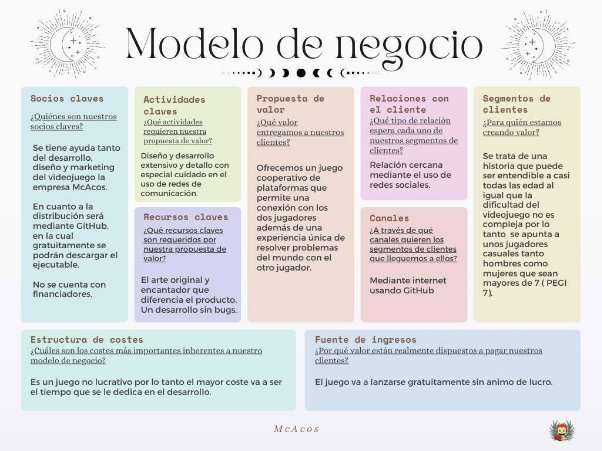 Modelo de negocio
Socios claves
¿Quiénes son nuestros
socios claves?
Se tiene ayuda tanto
del desarrollo,
diseño y marketing
del videojuego la
empresa McAcos.
En cuanto a la
distribución será
mediante GitHub,
en la cual
gratuitamente se
podrán descargar el
ejecutable.
No se cuenta con
financiadores.
Actividades
claves
¿Qué actividades
requieren nuestra
propuesta de valor?
Diseño y desarrollo
extensivo y detallo con
especial cuidado en el
uso de redes de
comunicación.
Recursos claves
¿Qué recursos claves
son requeridos por
nuestra propuesta de
valor?
El arte original y
encantador que
diferencia el producto.
Un desarrollo sin bugs.
Propuesta de
valor
¿Qué valor
entregamos a nuestros
clientes?
Ofrecemos un juego
cooperativo de
plataformas que
permite una
conexión con los
dos jugadores
además de una
experiencia única de
resolver problemas
del mundo con el
otro jugador.
Relaciones con
el cliente
¿Qué tipo de relación
espera cada uno de
nuestros segmentos de
clientes?
Relación cercana
mediante el uso de
redes sociales.
Canales
¿A través de qué
canales quieren los
segmentos de clientes
que lleguemos a ellos?
Mediante internet
usando GitHub
Segmentos de
clientes
¿Para quién estamos
creando valor?
Se trata de una
historia que puede
ser entendible a casi
todas las edad al
igual que la
dificultad del
videojuego no es
compleja por lo
tanto se apunta a
unos jugadores
casuales tanto
hombres como
mujeres que sean
mayores de 7 ( PEGI
7).
Estructura de costes
¿Cuáles son los costes más importantes inherentes a nuestro
modelo de negocio?
Es un juego no lucrativo por lo tanto el mayor coste va a ser
el tiempo que se le dedica en el desarrollo.
Fuente de ingresos
¿Por qué valor están realmente dispuestos a pagar nuestros
clientes?
El juego va a lanzarse gratuitamente sin animo de lucro.
McAcos